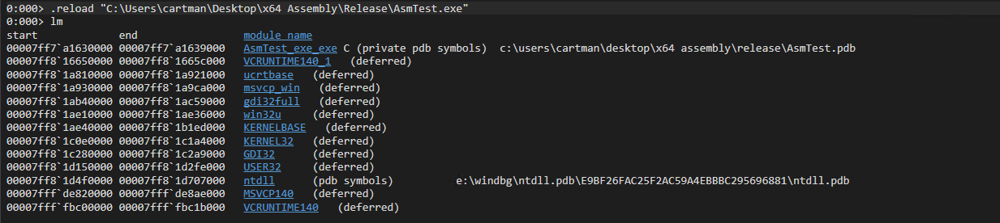 0:000> .reload "C:\Users\cartman\Desktop\x64 Assembly\Release\AsmTest.exe"
0:000> lm
start end module name
00007ff7`a1630000 00007ff7`a1639000 AsmTest_exe_exe C (private pdb symbols) c:\users\cartman\desktop\x64 assembly\release\AsmTest.pdb
00007ff8`16650000 00007ff8`1665c000 VCRUNTIME140_1 (deferred)
00007ff8`1a810000 00007ff8`1a921000 ucrtbase (deferred)
00007ff8`1a930000 00007ff8`1a9ca000 msvcp_win (deferred)
00007ff8`1ab40000 00007ff8`1ac59000 gdi32full (deferred)
00007ff8`1ae10000 00007ff8`1ae36000 win32u (deferred)
00007ff8`1ae40000 00007ff8`1b1ed000 KERNELBASE (deferred)
00007ff8`1c0e0000 00007ff8`1c1a4000 KERNEL32 (deferred)
00007ff8`1c280000 00007ff8`1c2a9000 GDI32 (deferred)
00007ff8`1d150000 00007ff8`1d2fe000 USER32 (deferred)
00007ff8`1d4f0000 00007ff8`1d707000 ntdll (pdb symbols) e:\windbg\ntdll.pdb\E9BF26FAC25F2AC59A4EBBBC295696881\ntdll.pdb
00007fff`de820000 00007fff`de8ae000 MSVCP140 (deferred)
00007fff`fbc00000 00007fff`fbc1b000 VCRUNTIME140 (deferred)